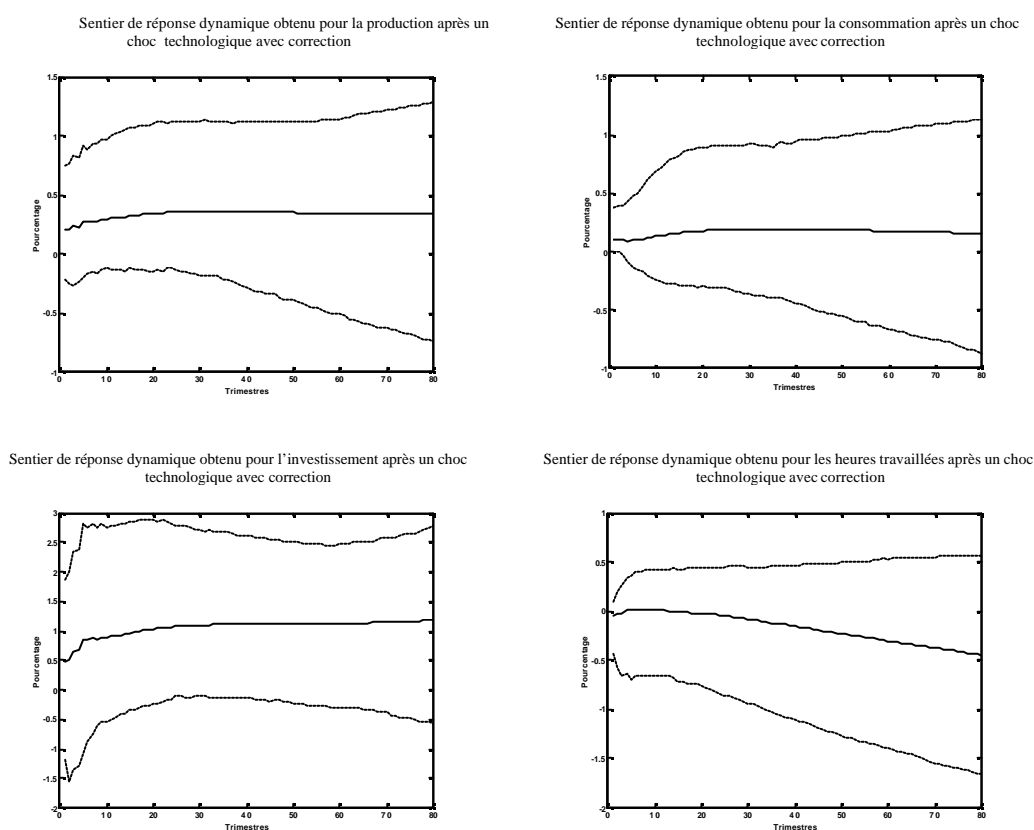 Sentier de réponse dynamique obtenu pour la production après un
choc technologique avec correction
1.5
1
0.5
0
-0.5
-1
Pourcentage
0 10 20 30 40 50 60 70 80
Trimestres
Sentier de réponse dynamique obtenu pour la consommation après un choc
technologique avec correction
1.5
1
0.5
0
-0.5
-1
Pourcentage
0 10 20 30 40 50 60 70 80
Trimestres
Sentier de réponse dynamique obtenu pour l'investissement après un choc
technologique avec correction
3
2.5
2
1.5
1
0.5
0
-0.5
-1
-1.5
-2
Pourcentage
0 10 20 30 40 50 60 70 80
Trimestres
Sentier de réponse dynamique obtenu pour les heures travaillées après un choc
technologique avec correction
1
0.5
0
-0.5
-1
-1.5
-2
Pourcentage
0 10 20 30 40 50 60 70 80
Trimestres